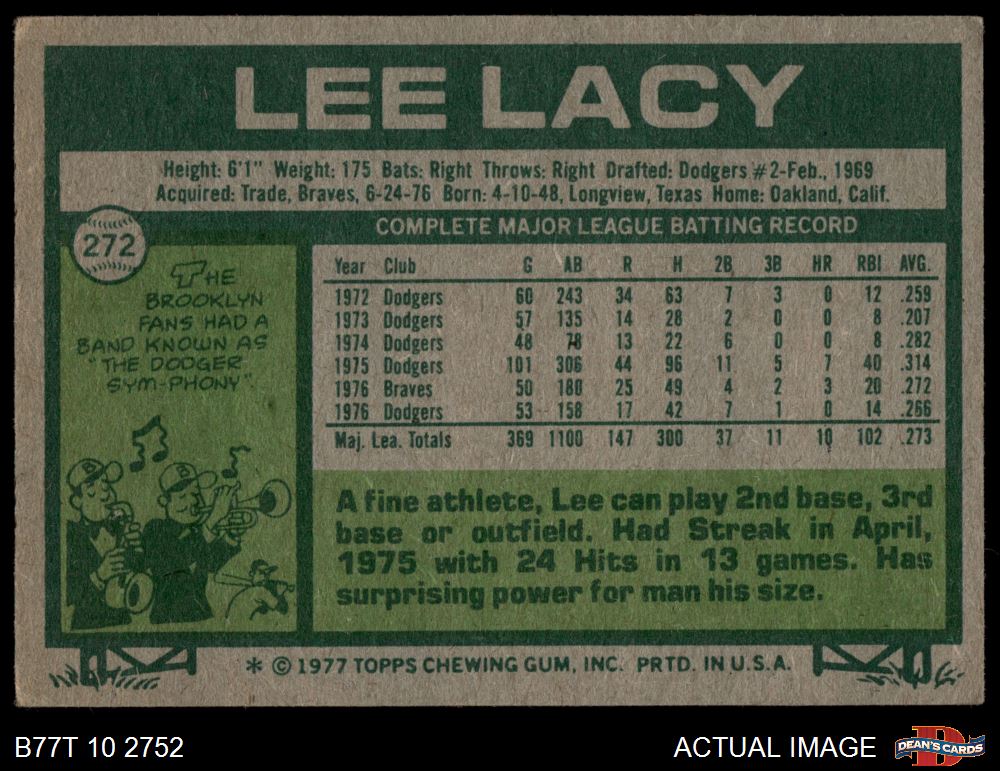 LEE LACY
Height: 6'1" Weight: 175 Bats: Right Throws: Right Drafted: Dodgers #2-Feb., 1969
Acquired: Trade, Braves, 6-24-76 Born: 4-10-48, Longview, Texas Home: Oakland, Calif.
272
THE
BROOKLYN
FANS HAD A
BAND KNOWN AS
"THE DODGER
SYM-PHONY".
COMPLETE MAJOR LEAGUE BATTING RECORD
Year Club G AB R H 2B 3B HR RBI AVG.
1972 Dodgers 60 243 34 63 7 3 0 12 .259
1973 Dodgers 57 135 14 28 2 0 0 8 .207
1974 Dodgers 48 78 13 22 6 0 0 8 .282
1975 Dodgers 101 306 44 96 11 5 7 40 .314
1976 Braves 50 180 25 49 4 2 3 20 .272
1976 Dodgers 53 158 17 42 7 1 0 14 .266
Maj. Lea. Totals 369 1100 147 300 37 11 10 102 .273
A fine athlete, Lee can play 2nd base, 3rd
base or outfield. Had Streak in April,
1975 with 24 Hits in 13 games. Has
surprising power for man his size.
* © 1977 TOPPS CHEWING GUM, INC. PRTD. IN U.S.A.
B77T 10 2752
ACTUAL IMAGE
D
DEAN'S CARDS